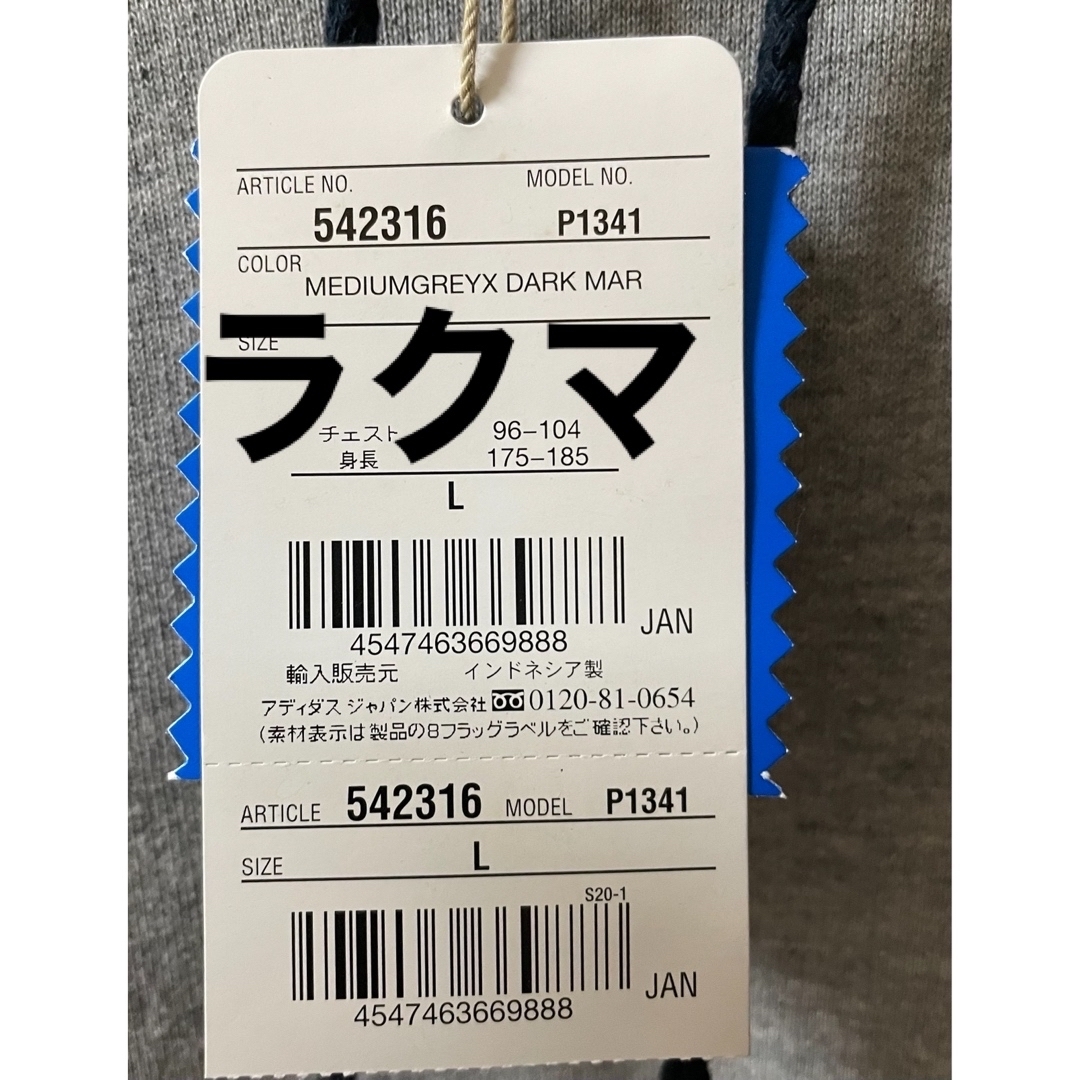 ARTICLE NO. MODEL NO.
542316 P1341
COLOR
MEDIUMGREYX DARK MAR
SIZE
ラクマ
チェスト 96-104
身長 175-185
L
4547463669888 JAN
輸入販売元 インドネシア製
アディダス ジャパン株式会社 0120-81-0654
(素材表示は製品の8フラッグラベルをご確認下さい。)
ARTICLE 542316 MODEL P1341
SIZE L
S20-1
4547463669888 JAN